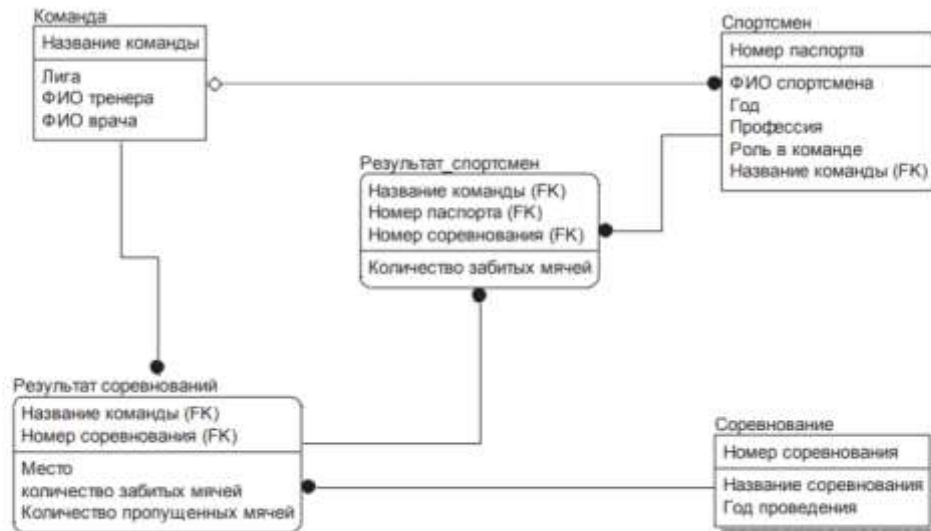 Команда
Название команды
Лига
ФИО тренера
ФИО врача
Спортсмен
Номер паспорта
ФИО спортсмена
Год
Профессия
Роль в команде
Название команды (FK)
Результат_спортсмен
Название команды (FK)
Номер паспорта (FK)
Номер соревнования (FK)
Количество забитых мячей
Результат соревнований
Название команды (FK)
Номер соревнования (FK)
Место
количество забитых мячей
Количество пропущенных мячей
Соревнование
Номер соревнования
Название соревнования
Год проведения